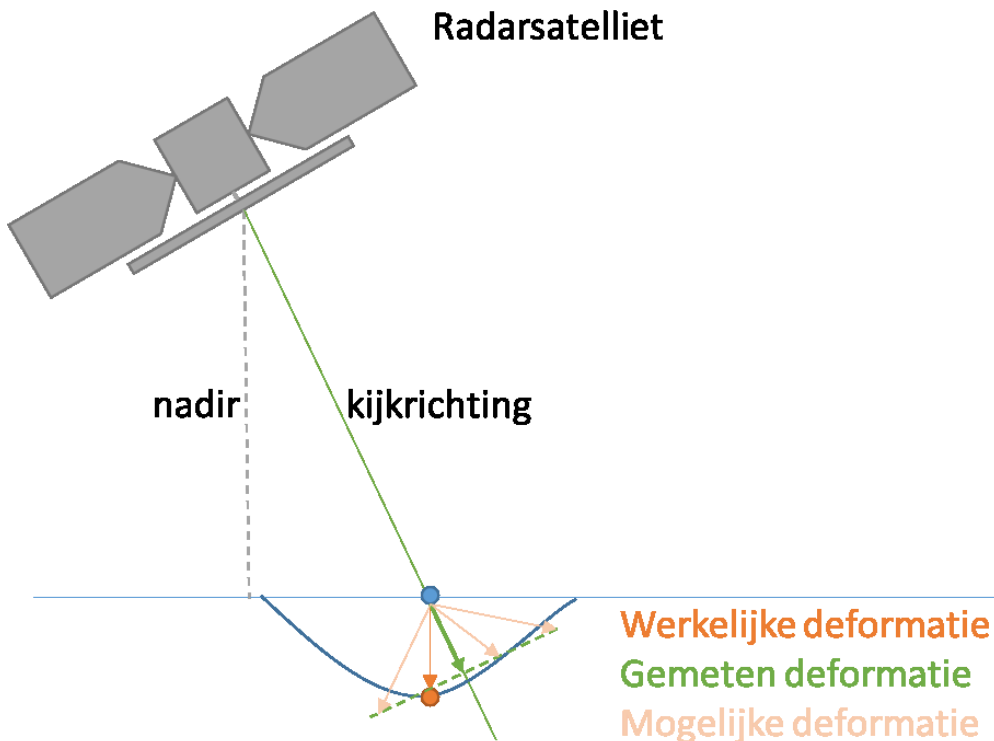 Radarsatelliet
nadir
kijkrichting
Werkelijke deformatie
Gemeten deformatie
Mogelijke deformatie